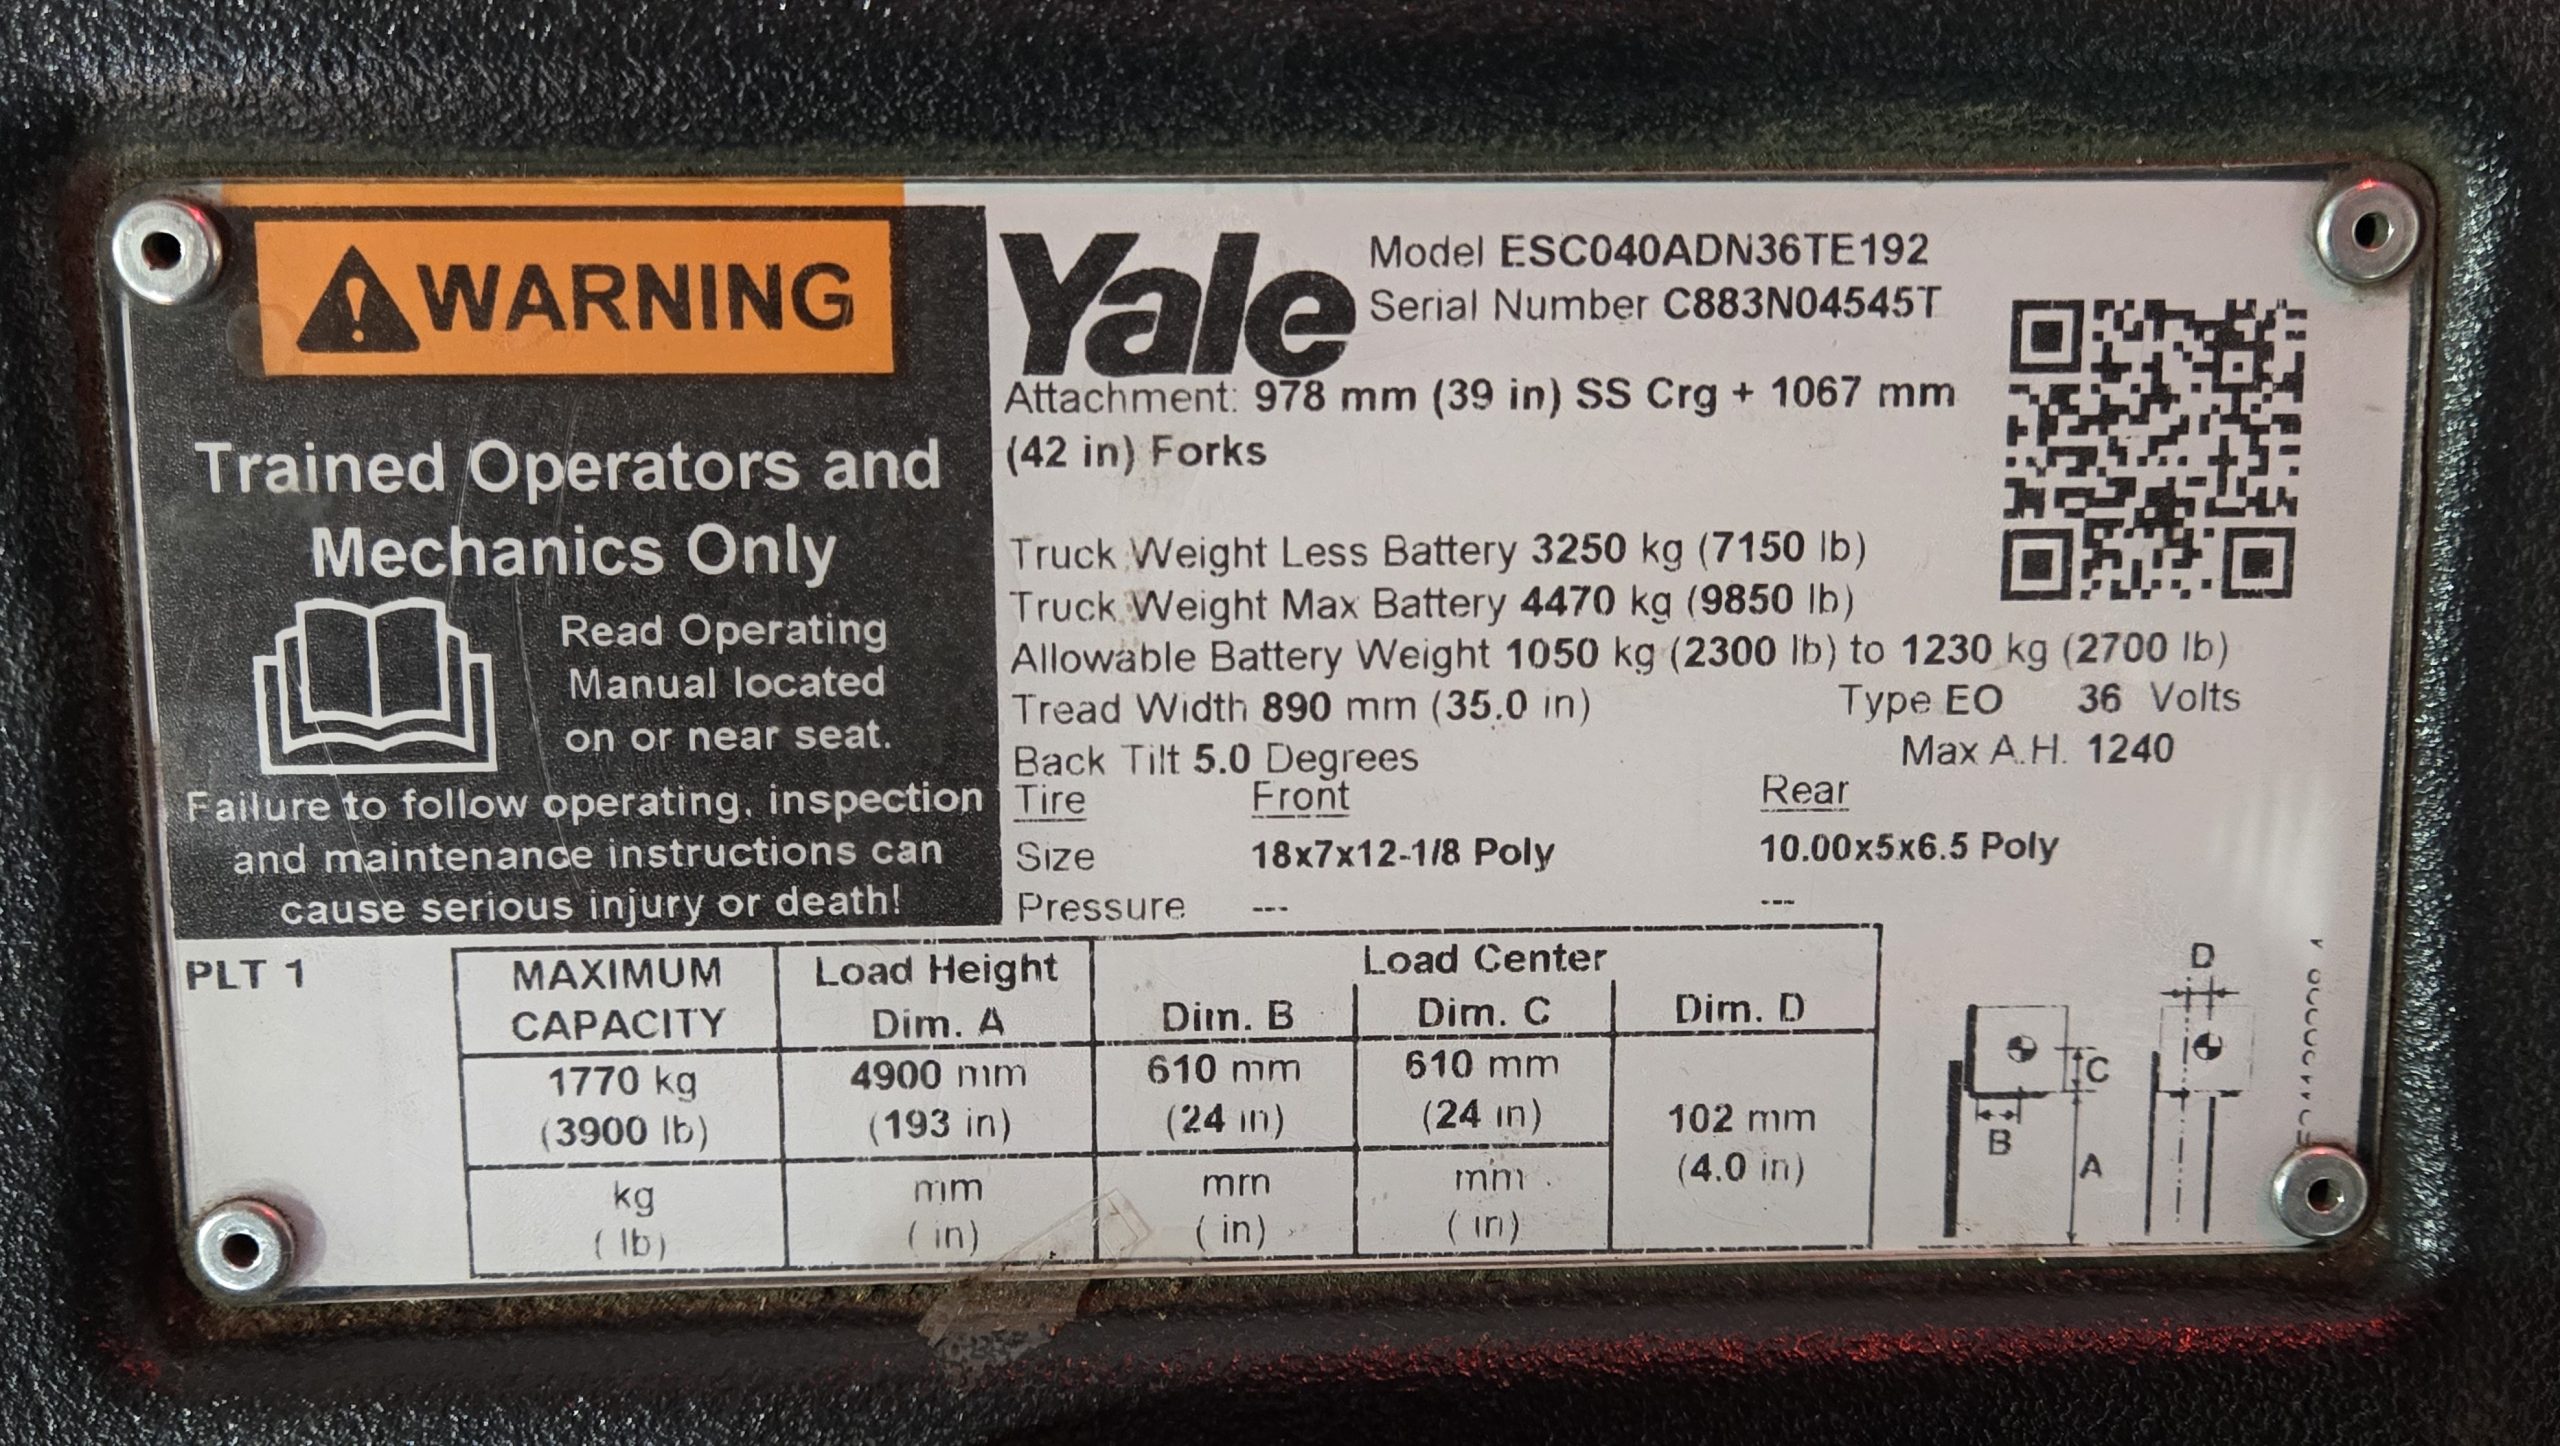 WARNING
Trained Operators and
Mechanics Only
Read Operating
Manual located
on or near seat.
Failure to follow operating, inspection
and maintenance instructions can
cause serious injury or death!
Yale
Model ESC040ADN36TE192
Serial Number C883N04545T
Attachment: 978 mm (39 in) SS Crg + 1067 mm
(42 in) Forks
Truck Weight Less Battery 3250 kg (7150 lb)
Truck Weight Max Battery 4470 kg (9850 lb)
Allowable Battery Weight 1050 kg (2300 lb) to 1230 kg (2700 lb)
Tread Width 890 mm (35.0 in) Type EO 36 Volts
Back Tilt 5.0 Degrees Max A.H. 1240
Tire Front Rear
Size 18x7x12-1/8 Poly 10.00x5x6.5 Poly
Pressure --- ---
PLT 1
MAXIMUM Load Height Load Center
CAPACITY Dim. A Dim. B Dim. C Dim. D
1770 kg 4900 mm 610 mm 610 mm
(3900 lb) (193 in) (24 in) (24 in)
102 mm
(4.0 in)
kg mm mm mm
( lb) ( in) ( in) ( in)
D
C
B
A